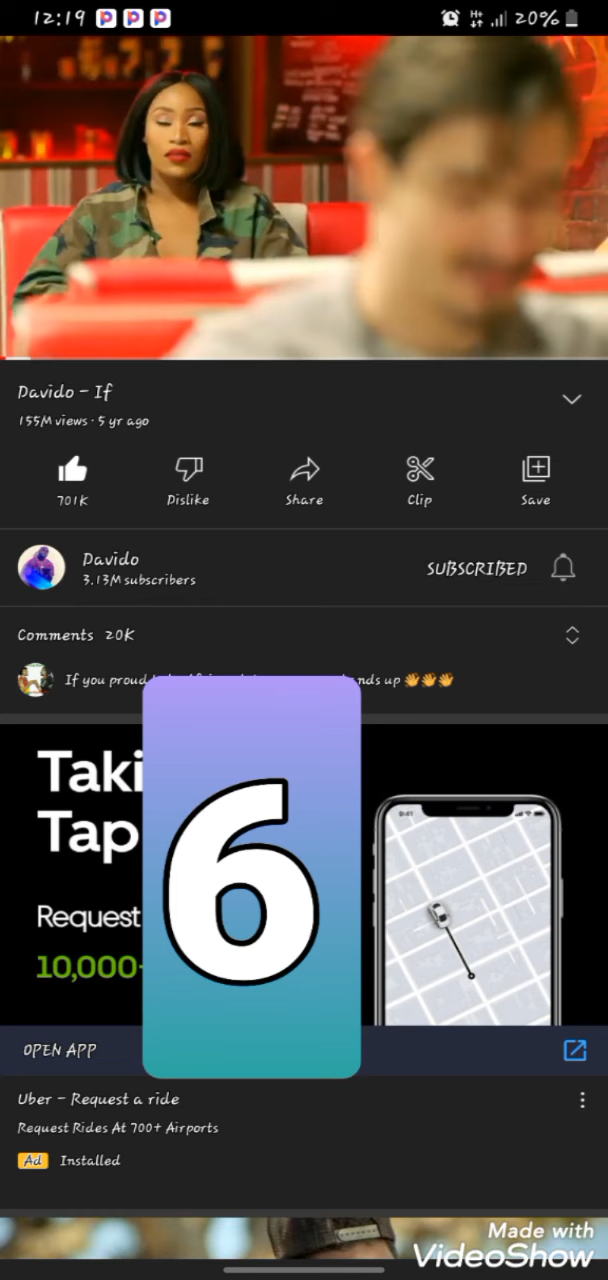 12:19
H+
20%
Davido - If
155M views · 5 yr ago
701K
Dislike
Share
Clip
Save
Davido
3.13M subscribers
SUBSCRIBED
Comments 20K
If you proud
nds up 👋👋👋
Taki
Tap
Request
10,000
6
9:41
OPEN APP
Uber - Request a ride
Request Rides At 700+ Airports
Ad Installed
Made with
VideoShow